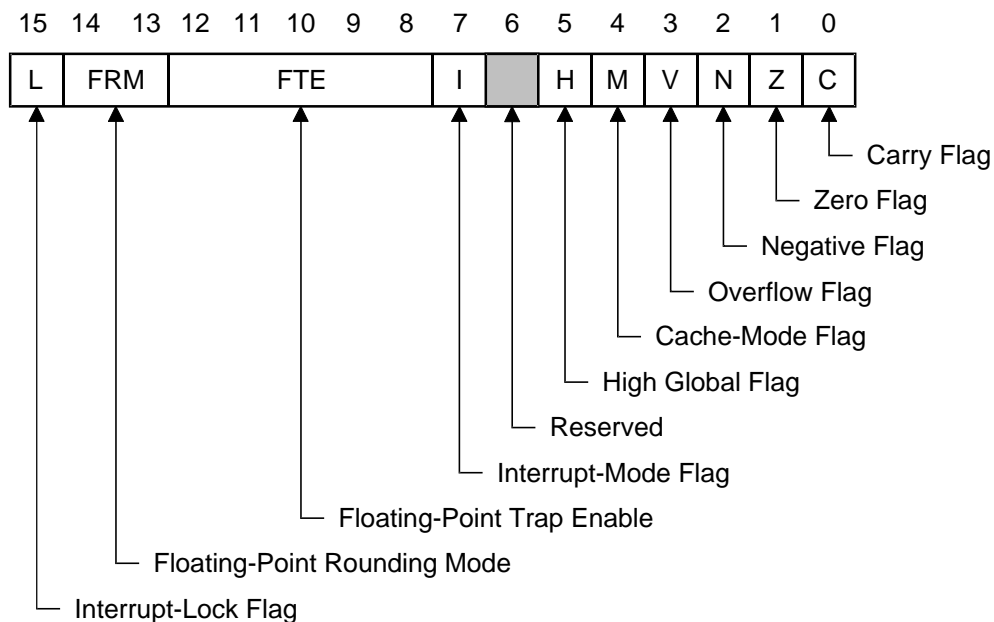 15 14 13 12 11 10 9 8 7 6 5 4 3 2 1 0
L FRM FTE I H M V N Z C
Carry Flag
Zero Flag
Negative Flag
Overflow Flag
Cache-Mode Flag
High Global Flag
Reserved
Interrupt-Mode Flag
Floating-Point Trap Enable
Floating-Point Rounding Mode
Interrupt-Lock Flag